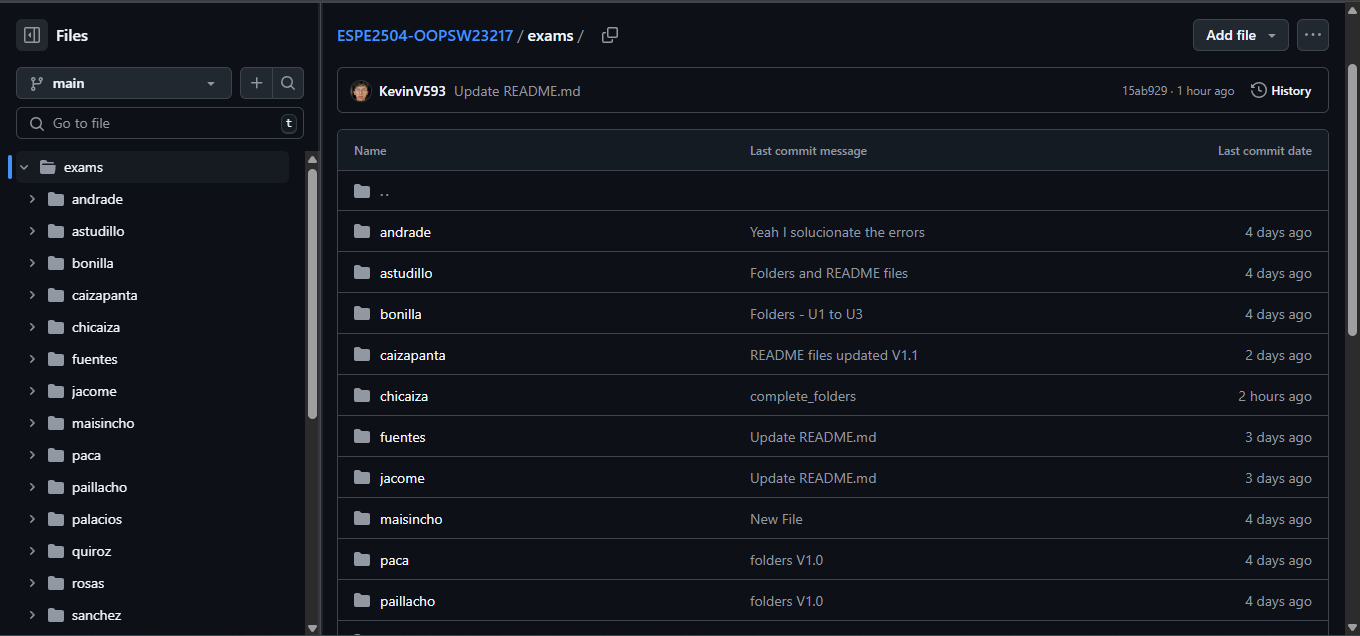 Files
main
Go to file
t
exams
andrade
astudillo
bonilla
caizapanta
chicaiza
fuentes
jacome
maisincho
paca
paillacho
palacios
quiroz
rosas
sanchez
ESPE2504-OOPSW23217 / exams /
Add file
KevinV593 Update README.md 15ab929 · 1 hour ago History
Name Last commit message Last commit date
..
andrade Yeah I solucionate the errors 4 days ago
astudillo Folders and README files 4 days ago
bonilla Folders - U1 to U3 4 days ago
caizapanta README files updated V1.1 2 days ago
chicaiza complete_folders 2 hours ago
fuentes Update README.md 3 days ago
jacome Update README.md 3 days ago
maisincho New File 4 days ago
paca folders V1.0 4 days ago
paillacho folders V1.0 4 days ago